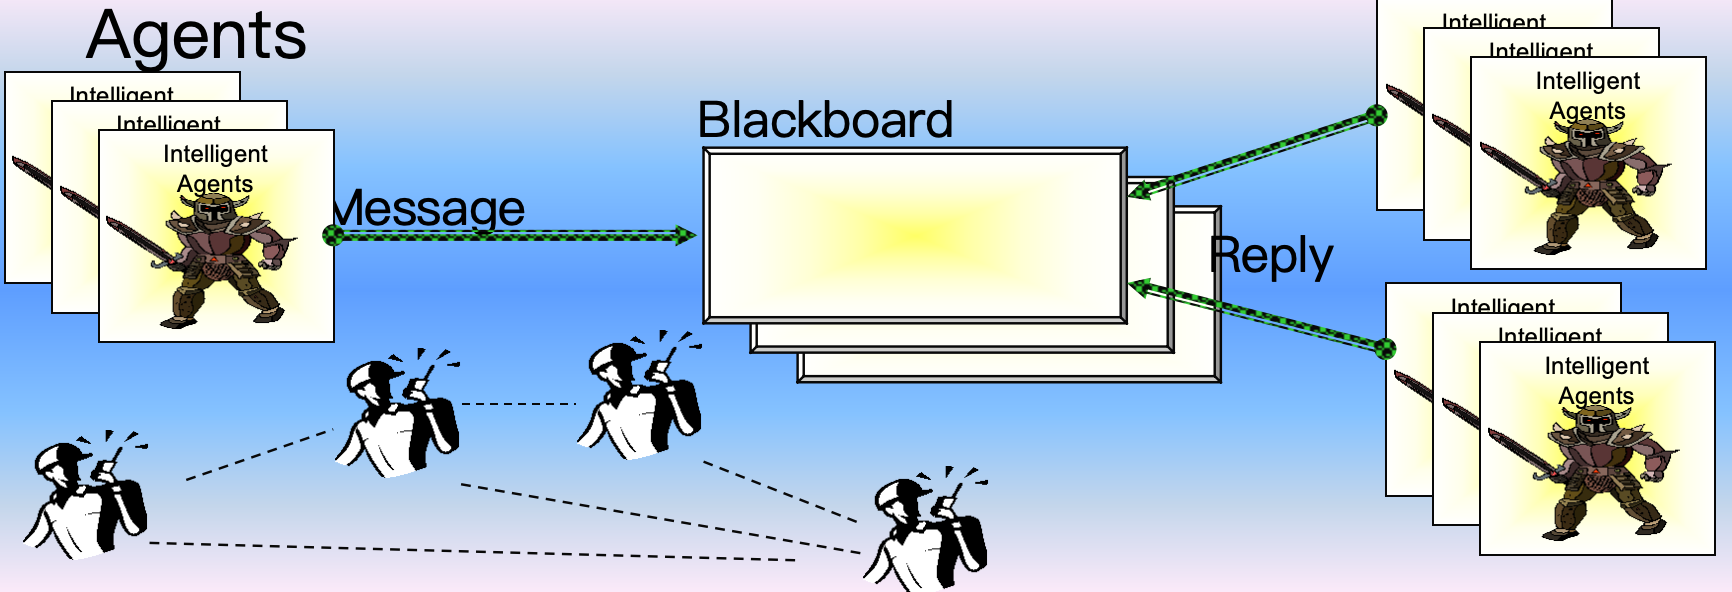 Agents
Intelligent
Intelligent
Intelligent
Agents
Message
Blackboard
Reply
Intelligent
Intelligent
Intelligent
Agents
Intelligent
Intelligent
Intelligent
Agents